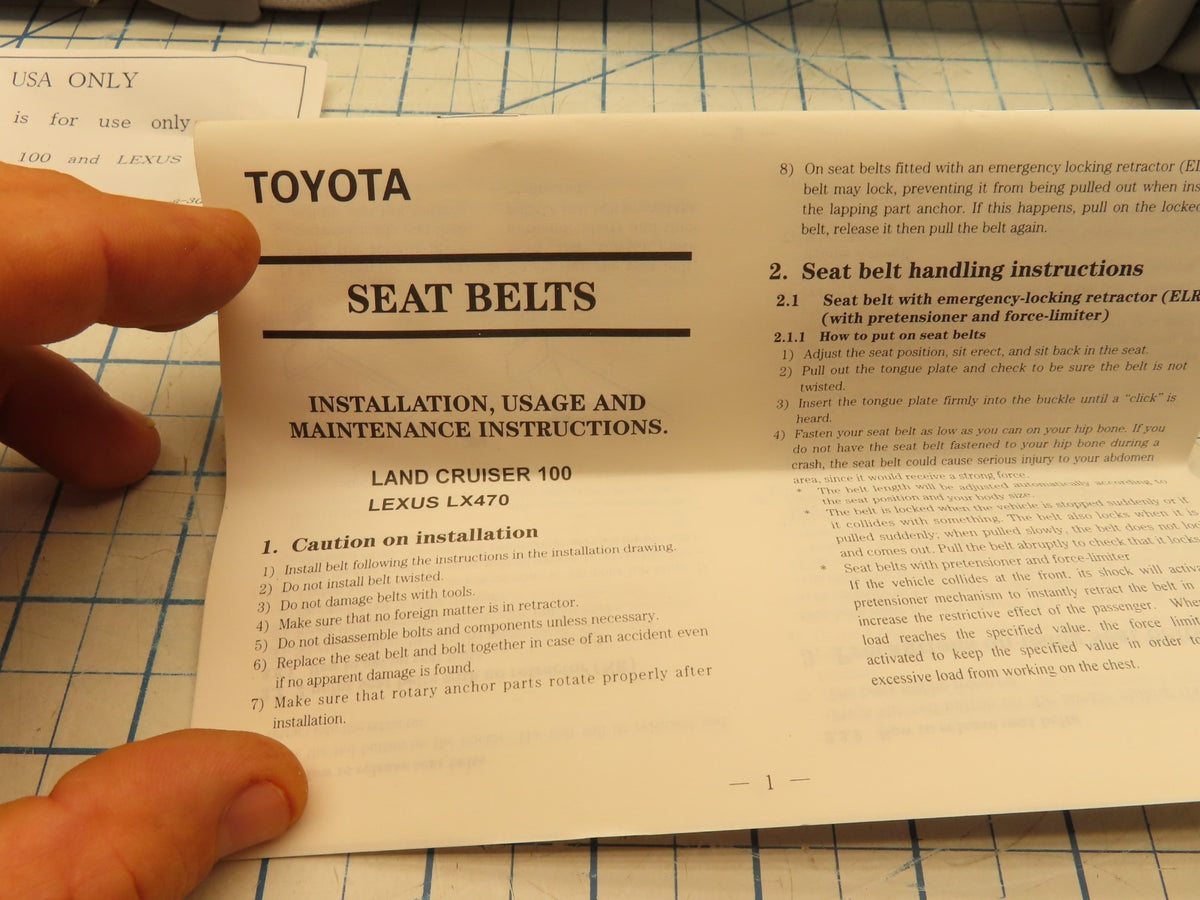 USA ONLY
is for use only
100 and LEXUS
TOYOTA
SEAT BELTS
INSTALLATION, USAGE AND
MAINTENANCE INSTRUCTIONS.
LAND CRUISER 100
LEXUS LX470
1. Caution on installation
1) Install belt following the instructions in the installation drawing.
2) Do not install belt twisted.
3) Do not damage belts with tools.
4) Make sure that no foreign matter is in retractor.
5) Do not disassemble bolts and components unless necessary.
6) Replace the seat belt and bolt together in case of an accident even
if no apparent damage is found.
7) Make sure that rotary anchor parts rotate properly after
installation.
8) On seat belts fitted with an emergency locking retractor (EL
belt may lock, preventing it from being pulled out when ins
the lapping part anchor. If this happens, pull on the locked
belt, release it then pull the belt again.
2. Seat belt handling instructions
2.1 Seat belt with emergency-locking retractor (ELR
(with pretensioner and force-limiter)
2.1.1 How to put on seat belts
1) Adjust the seat position, sit erect, and sit back in the seat.
2) Pull out the tongue plate and check to be sure the belt is not
twisted.
3) Insert the tongue plate firmly into the buckle until a "click" is
heard.
4) Fasten your seat belt as low as you can on your hip bone. If you
do not have the seat belt fastened to your hip bone during a
crash, the seat belt could cause serious injury to your abdomen
area, since it would receive a strong force.
* The belt length will be adjusted automatically according to
the seat position and your body size.
* The belt is locked when the vehicle is stopped suddenly or if
it collides with something. The belt also locks when it is
pulled suddenly; when pulled slowly, the belt does not loc
and comes out. Pull the belt abruptly to check that it locks
* Seat belts with pretensioner and force-limiter
If the vehicle collides at the front, its shock will activa
pretensioner mechanism to instantly retract the belt in
increase the restrictive effect of the passenger. Whe
load reaches the specified value, the force limit
activated to keep the specified value in order to
excessive load from working on the chest.
— 1 —